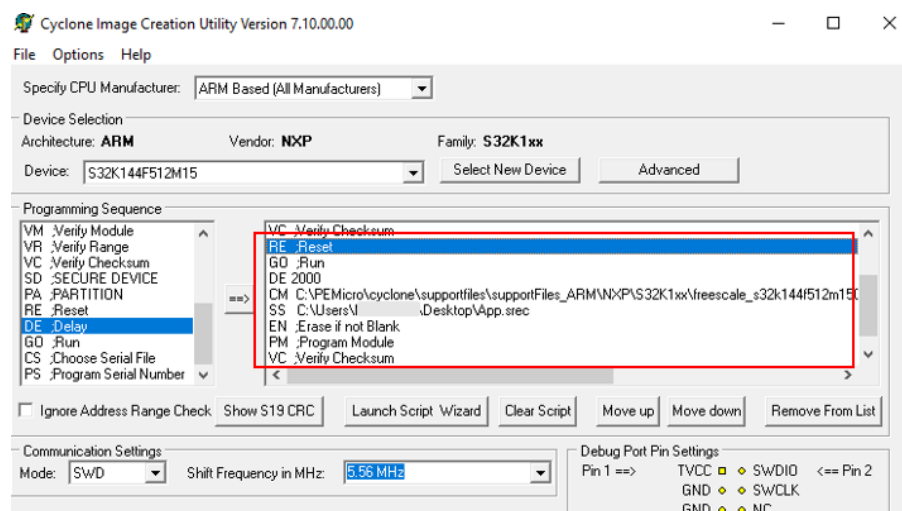 Cyclone Image Creation Utility Version 7.10.00.00
File Options Help
Specify CPU Manufacturer: ARM Based (All Manufacturers)
Device Selection
Architecture: ARM Vendor: NXP Family: S32K1xx
Device: S32K144F512M15 Select New Device Advanced
Programming Sequence
VM ;Verify Module
VR ;Verify Range
VC ;Verify Checksum
SD ;SECURE DEVICE
PA ;PARTITION
RE ;Reset
DE ;Delay
GO ;Run
CS ;Choose Serial File
PS ;Program Serial Number
==>
VC ;Verify Checksum
RE ;Reset
GO ;Run
DE 2000
CM C:\PEMicro\cyclone\supportfiles\supportFiles_ARM\NXP\S32K1xx\freescale_s32k144f512m15
SS C:\Users\ \Desktop\App.srec
EN ;Erase if not Blank
PM ;Program Module
VC ;Verify Checksum
Ignore Address Range Check Show S19 CRC Launch Script Wizard Clear Script Move up Move down Remove From List
Communication Settings
Mode: SWD Shift Frequency in MHz: 5.56 MHz
Debug Port Pin Settings
Pin 1 ==> TVCC SWDIO <== Pin 2
GND SWCLK
GND NC